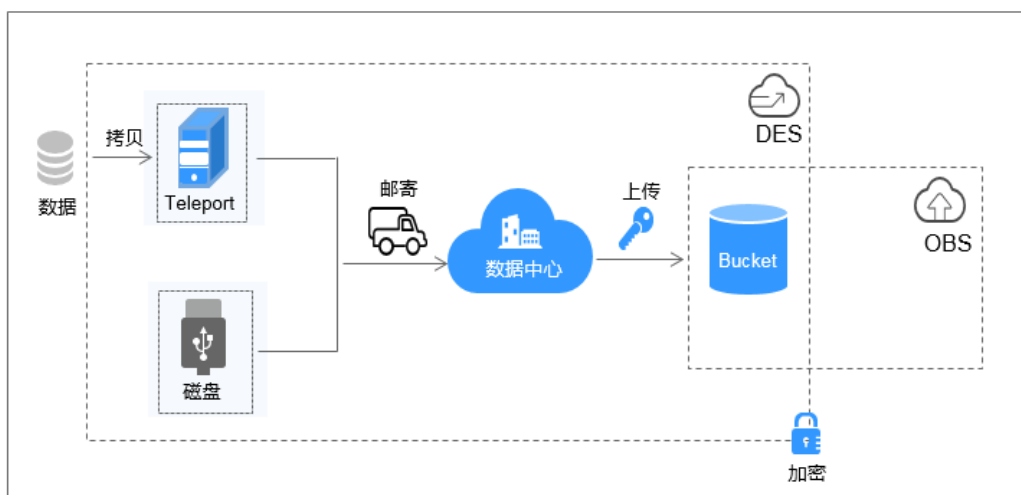 DES
拷贝
数据
Teleport
邮寄
上传
OBS
数据中心
Bucket
磁盘
加密